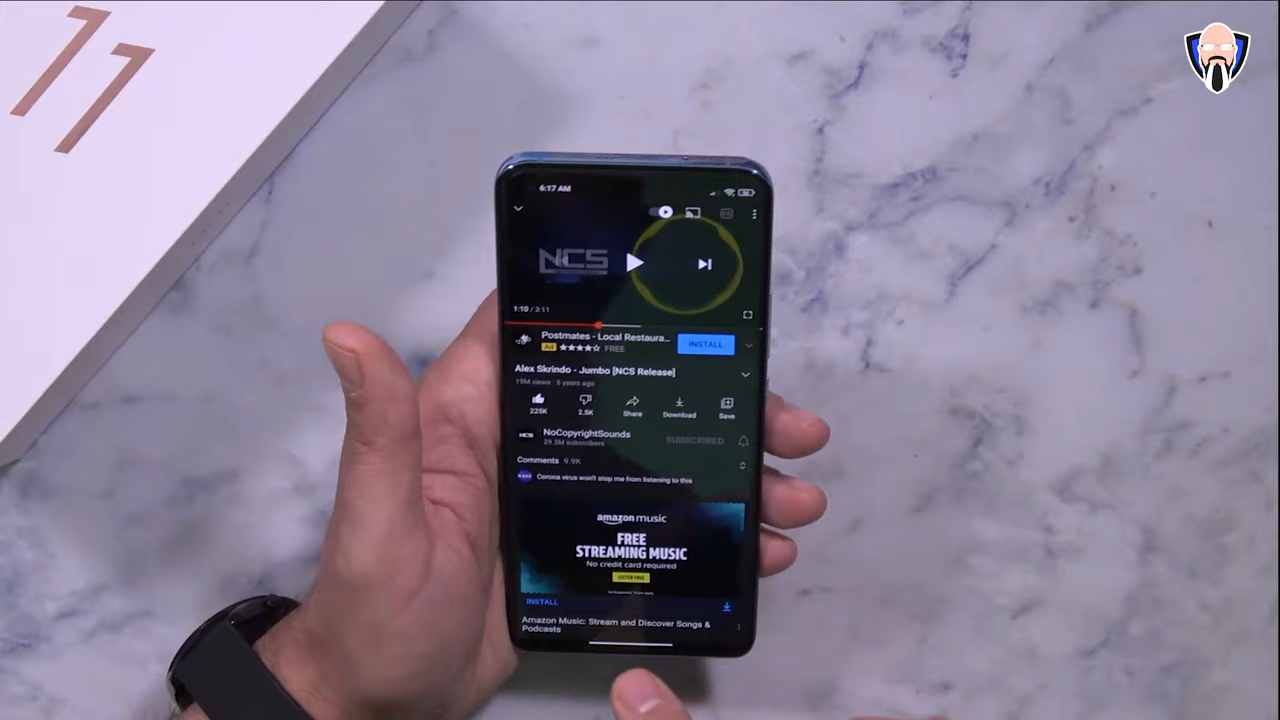 11
6:17 AM
NCS
1:10 / 3:11
Postmates - Local Restaura...
Ad FREE
INSTALL
Alex Skrindo - Jumbo [NCS Release]
19M views · 5 years ago
225K
2.5K
Share
Download
Save
NCS
NoCopyrightSounds
29.3M subscribers
SUBSCRIBED
Comments 9.9K
Corona virus won't stop me from listening to this
amazon music
FREE
STREAMING MUSIC
No credit card required
LISTEN FREE
INSTALL
Amazon Music: Stream and Discover Songs &
Podcasts